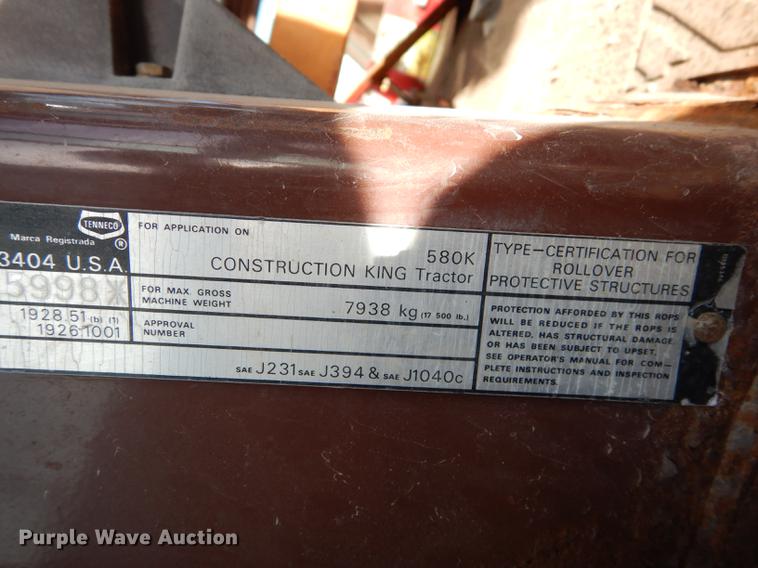 TENNECO
®
Marca Registrada
3404 U.S.A.
5998*
1928.51 (b) (1)
1926.1001
FOR APPLICATION ON
580K
CONSTRUCTION KING Tractor
FOR MAX. GROSS
MACHINE WEIGHT
7938 kg (17 500 lb.)
APPROVAL
NUMBER
SAE J231 SAE J394 & SAE J1040c
TYPE—CERTIFICATION FOR
ROLLOVER
PROTECTIVE STRUCTURES
PROTECTION AFFORDED BY THIS ROPS
WILL BE REDUCED IF THE ROPS IS
ALTERED, HAS STRUCTURAL DAMAGE,
OR HAS BEEN SUBJECT TO UPSET,
SEE OPERATOR'S MANUAL FOR COM—
PLETE INSTRUCTIONS AND INSPECTION
REQUIREMENTS.
Purple Wave Auction